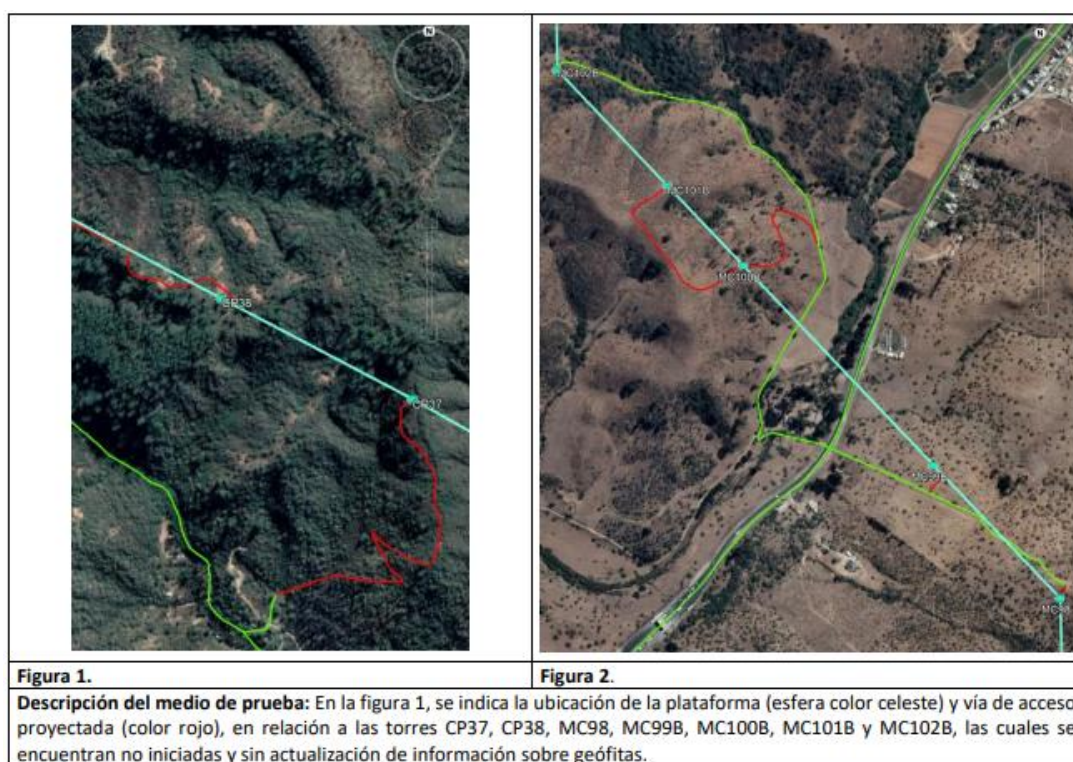 N
CP38
CP37
N
MC102B
MC101B
MC100B
MC99B
MC98
Figura 1.
Figura 2.
Descripción del medio de prueba: En la figura 1, se indica la ubicación de la plataforma (esfera color celeste) y vía de acceso
proyectada (color rojo), en relación a las torres CP37, CP38, MC98, MC99B, MC100B, MC101B y MC102B, las cuales se
encuentran no iniciadas y sin actualización de información sobre geófitas.